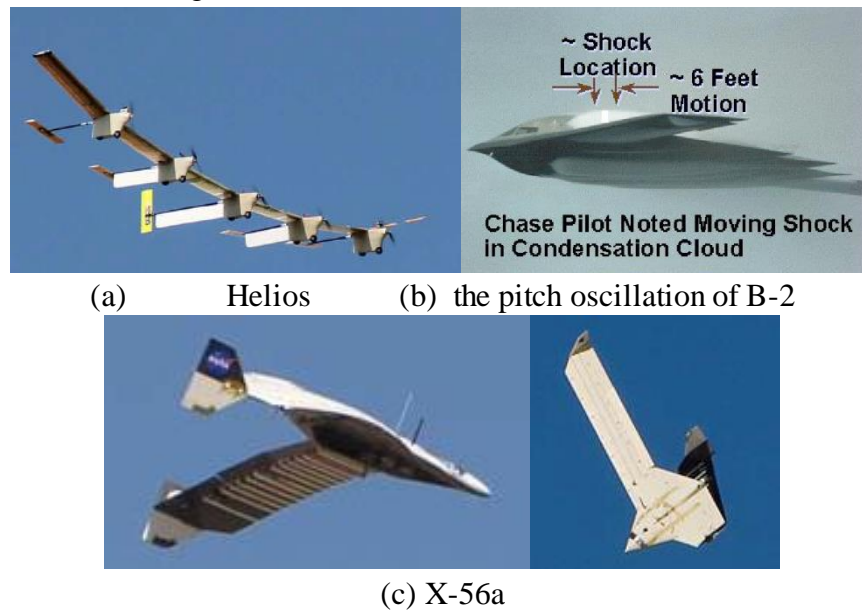 ~ Shock
Location
~ 6 Feet
Motion
Chase Pilot Noted Moving Shock
in Condensation Cloud
(a) Helios (b) the pitch oscillation of B-2
NASA
(c) X-56a